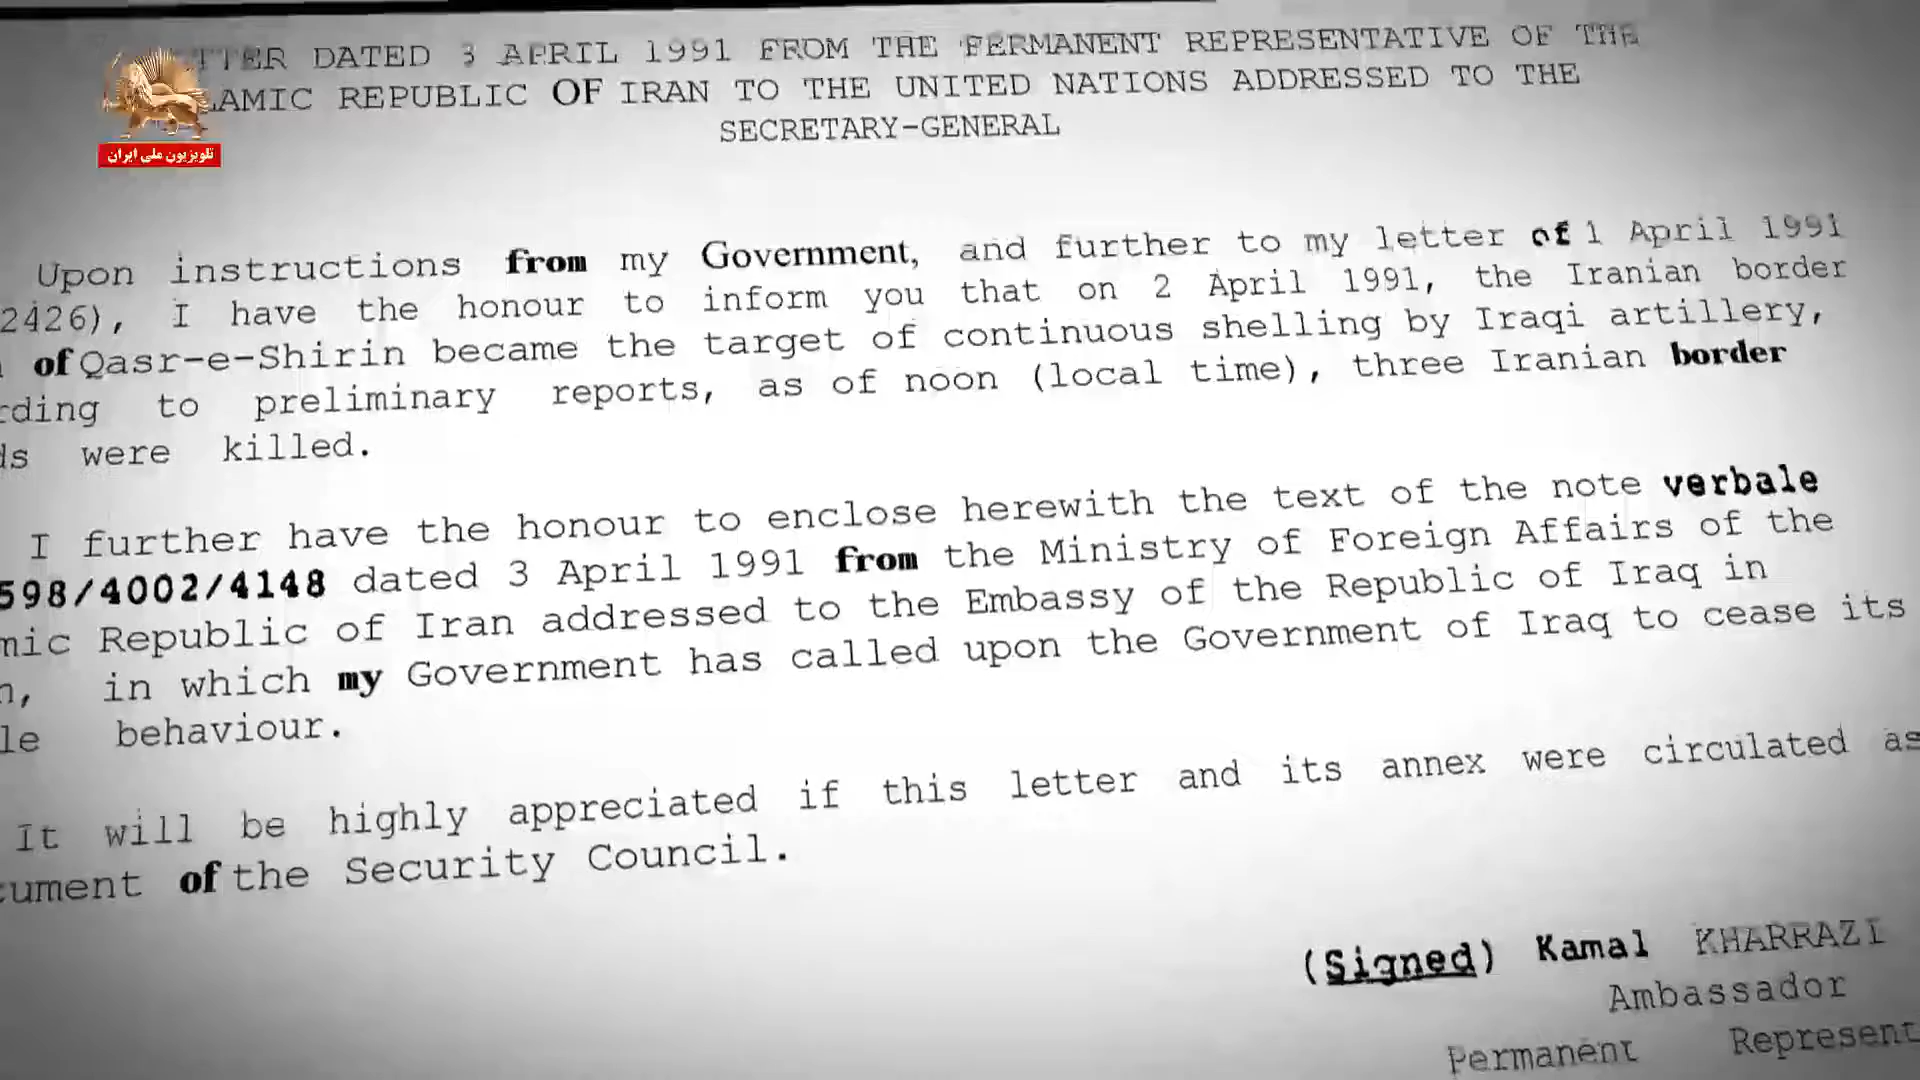 TTER DATED 3 APRIL 1991 FROM THE PERMANENT REPRESENTATIVE OF THE
LAMIC REPUBLIC OF IRAN TO THE UNITED NATIONS ADDRESSED TO THE
SECRETARY-GENERAL
تلویزیون ملی ایران
Upon instructions from my Government, and further to my letter of 1 April 1991
2426), I have the honour to inform you that on 2 April 1991, the Iranian border
of Qasr-e-Shirin became the target of continuous shelling by Iraqi artillery,
rding to preliminary reports, as of noon (local time), three Iranian border
ds were killed.
I further have the honour to enclose herewith the text of the note verbale
598/4002/4148 dated 3 April 1991 from the Ministry of Foreign Affairs of the
mic Republic of Iran addressed to the Embassy of the Republic of Iraq in
n, in which my Government has called upon the Government of Iraq to cease its
le behaviour.
It will be highly appreciated if this letter and its annex were circulated as
cument of the Security Council.
(Signed) Kamal KHARRAZI
Ambassador
Permanent Represent